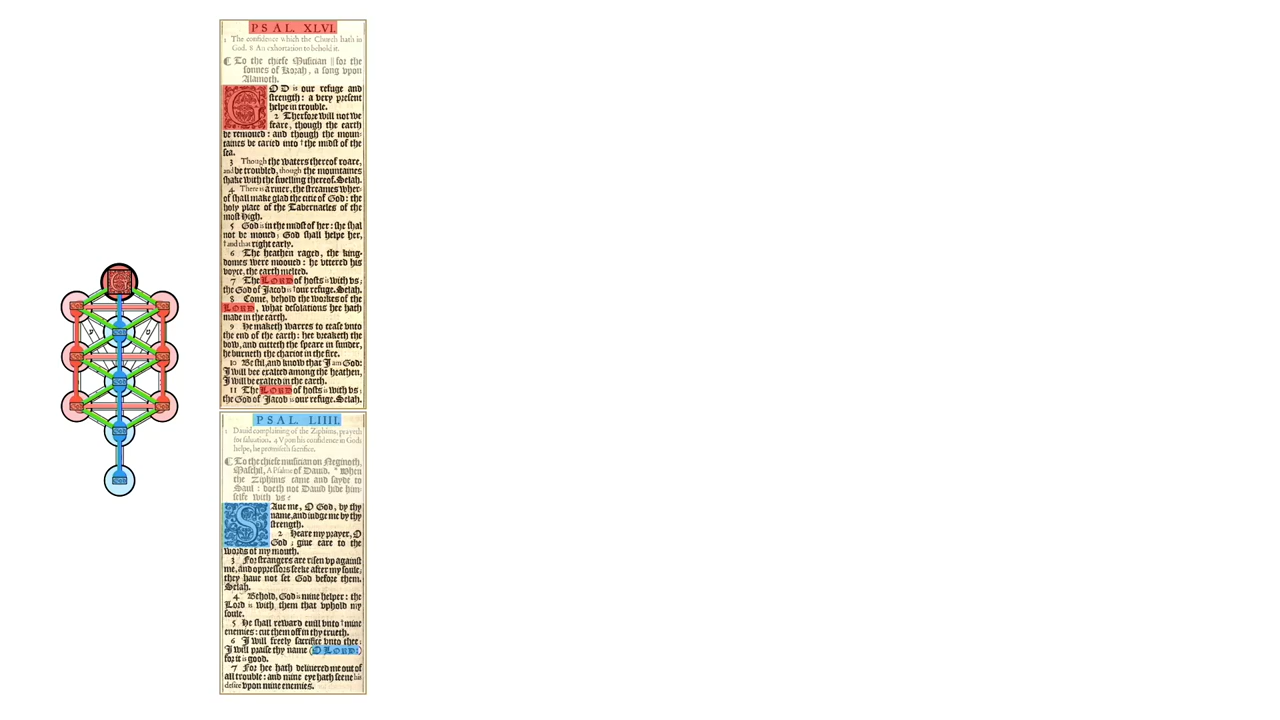 PSAL. XLVI.
1 The confidence which the Church hath in
God. 8 An exhortation to behold it.
¶ To the chiefe Musician || for the
sonnes of Korah, a song vpon
Alamoth.
GOD is our refuge and
strength: a very present
helpe in trouble.
2 Therfore will not we
feare, though the earth
be remoued: and though the moun-
taines be caried into † the midst of the
sea.
3 Though the waters thereof roare,
and be troubled, though the mountaines
shake with the swelling thereof. Selah.
4 There is a riuer, the streames wher-
of shall make glad the citie of God: the
holy place of the Tabernacles of the
most High.
5 God is in the midst of her: she shal
not be moued; God shall helpe her,
† and that right early.
6 The heathen raged, the king-
domes were mooued: he vttered his
voyce, the earth melted.
7 The LORD of hosts is with vs;
the God of Jacob is † our refuge. Selah.
8 Come, behold the workes of the
LORD, what desolations hee hath
made in the earth.
9 He maketh warres to cease vnto
the end of the earth: hee breaketh the
bow, and cutteth the speare in sunder,
he burneth the chariot in the fire.
10 Be stil, and know that I am God:
I will bee exalted among the heathen,
I will be exalted in the earth.
11 The LORD of hosts is with vs;
the God of Jacob is our refuge. Selah.
PSAL. LIIII.
1 Dauid complaining of the Ziphims, prayeth
for saluation. 4 Vpon his confidence in Gods
helpe, he promiseth sacrifice.
¶ To the chiefe musician on Neginoth,
Maschil, A Psalme of Dauid, * When
the Ziphims came and sayde to
Saul: doeth not Dauid hide him-
selfe with vs?
SAue me, O God, by thy
name, and iudge me by thy
strength.
2 Heare my prayer, O
God; giue eare to the
words of my mouth.
3 For strangers are risen vp against
me, and oppressors seeke after my soule;
they haue not set God before them.
Selah.
4 Behold, God is mine helper: the
Lord is with them that vphold my
soule.
5 He shall reward euill vnto † mine
enemies: cut them off in thy trueth.
6 I will freely sacrifice vnto thee:
I will praise thy name (O LORD:)
for it is good.
7 For hee hath deliuered me out of
all trouble: and mine eye hath seene his
desire vpon mine enemies.